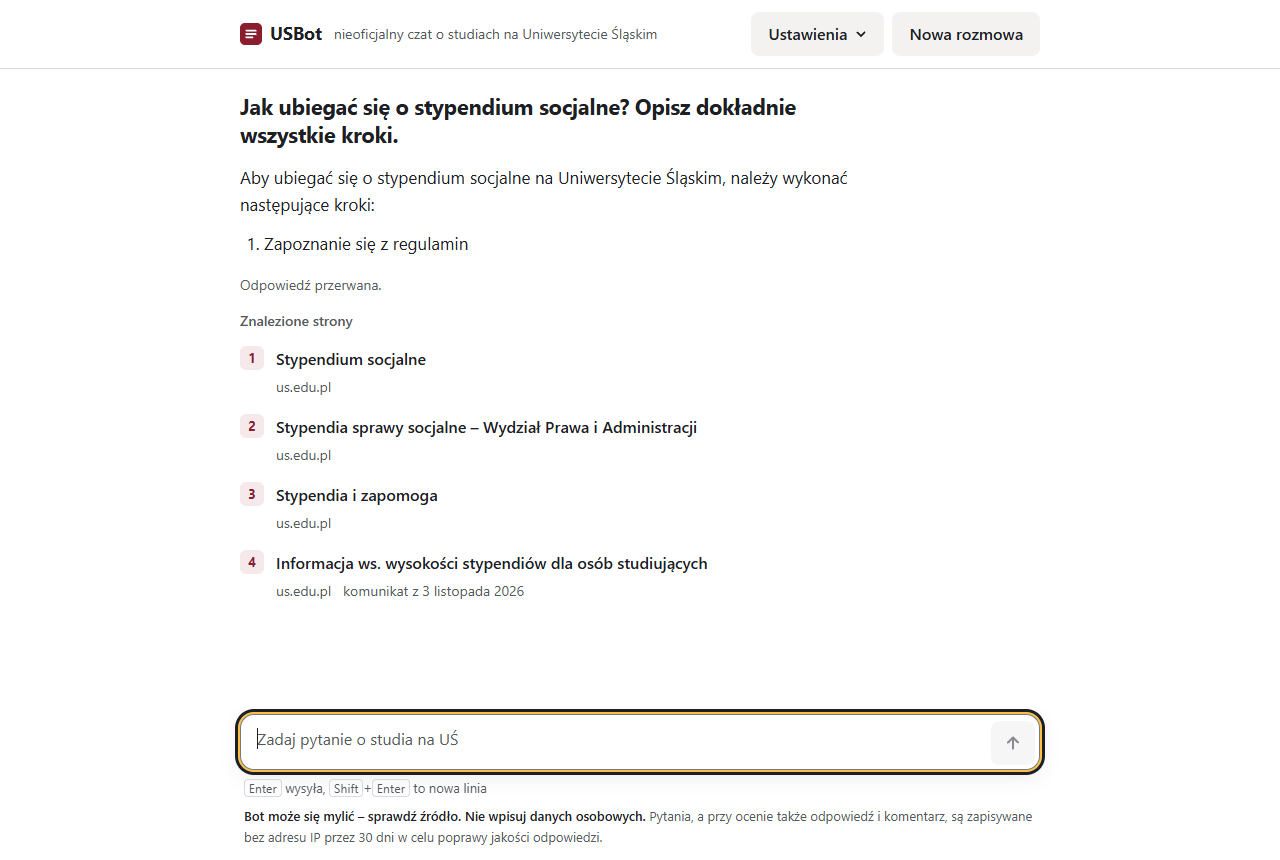 USBot nieoficjalny czat o studiach na Uniwersytecie Śląskim
Ustawienia
Nowa rozmowa
Jak ubiegać się o stypendium socjalne? Opisz dokładnie
wszystkie kroki.
Aby ubiegać się o stypendium socjalne na Uniwersytecie Śląskim, należy wykonać
następujące kroki:
1. Zapoznanie się z regulamin
Odpowiedź przerwana.
Znalezione strony
1 Stypendium socjalne
us.edu.pl
2 Stypendia sprawy socjalne – Wydział Prawa i Administracji
us.edu.pl
3 Stypendia i zapomoga
us.edu.pl
4 Informacja ws. wysokości stypendiów dla osób studiujących
us.edu.pl komunikat z 3 listopada 2026
Zadaj pytanie o studia na UŚ
Enter wysyła, Shift + Enter to nowa linia
Bot może się mylić – sprawdź źródło. Nie wpisuj danych osobowych. Pytania, a przy ocenie także odpowiedź i komentarz, są zapisywane
bez adresu IP przez 30 dni w celu poprawy jakości odpowiedzi.